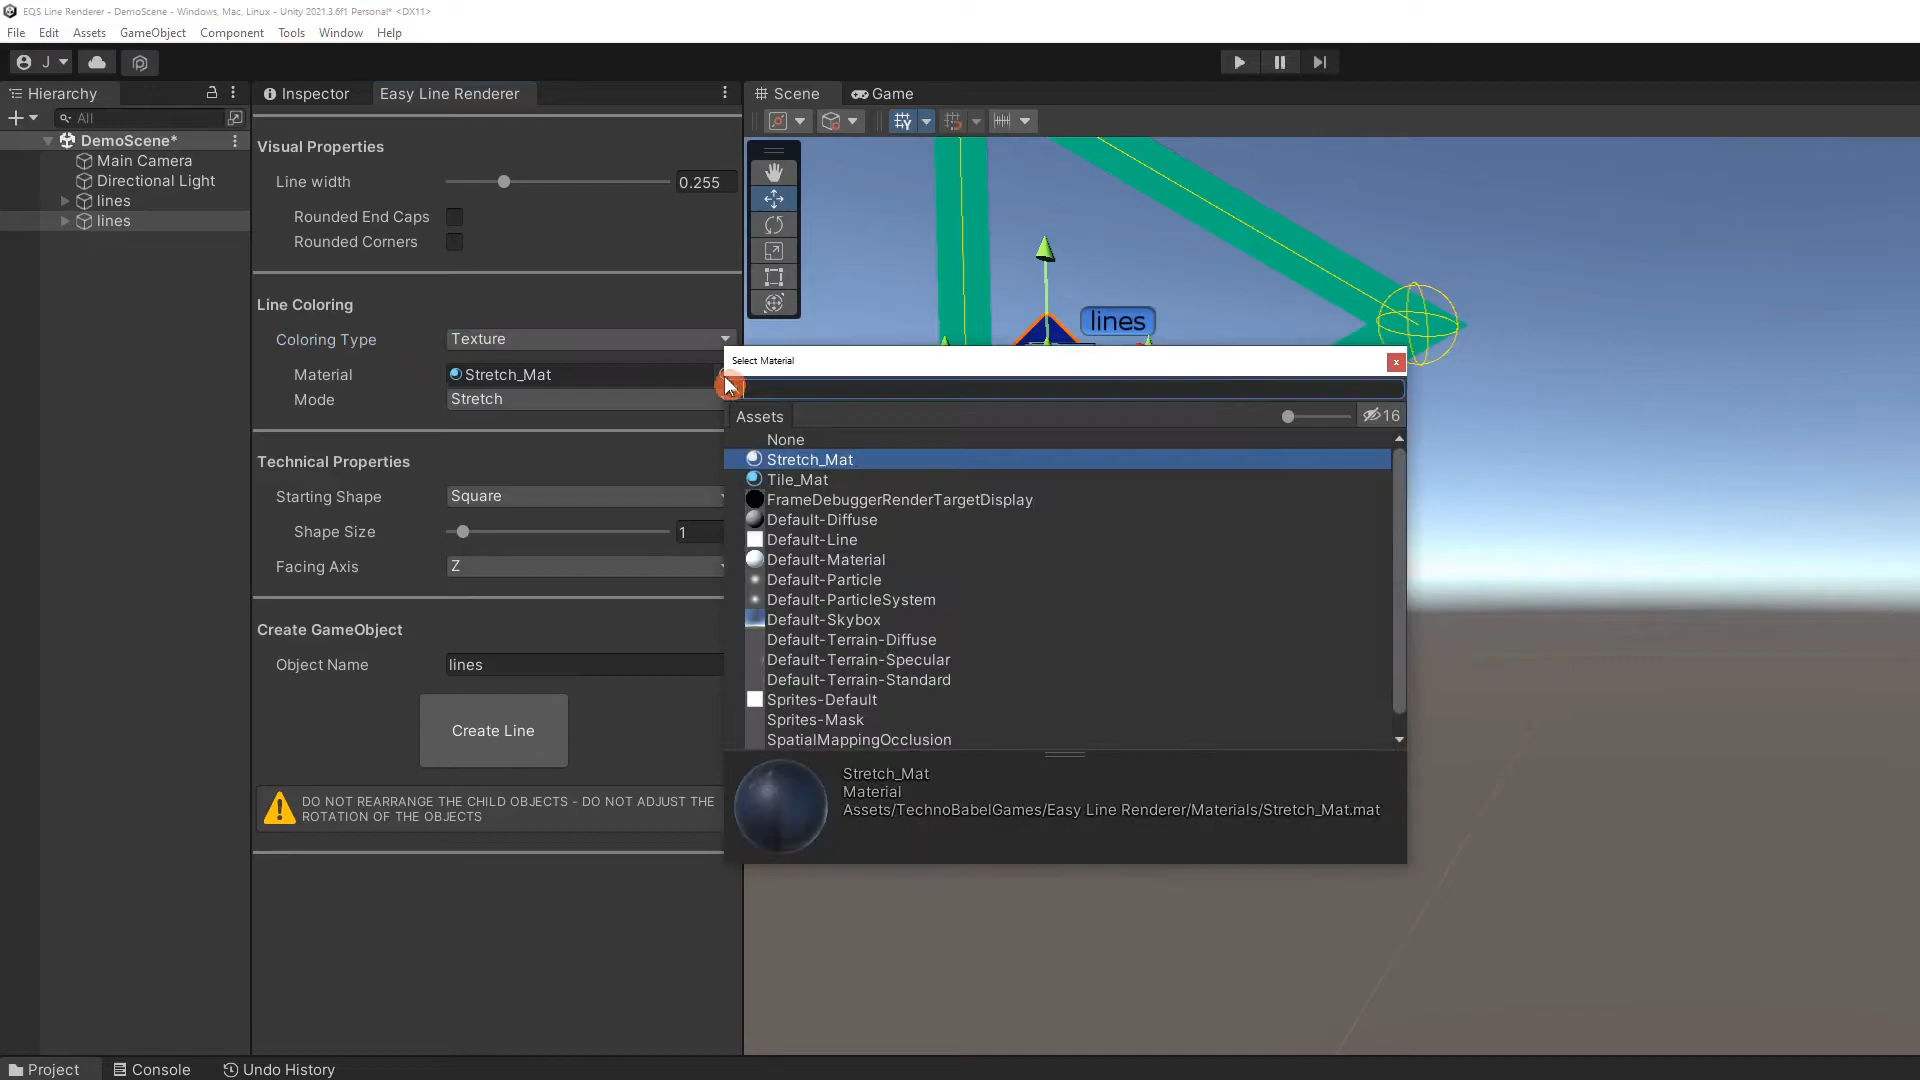 EQS Line Renderer - DemoScene - Windows, Mac, Linux - Unity 2021.3.6f1 Personal* <DX11>
File Edit Assets GameObject Component Tools Window Help
J
Hierarchy
All
DemoScene*
Main Camera
Directional Light
lines
lines
Inspector
Easy Line Renderer
Visual Properties
Line width 0.255
Rounded End Caps
Rounded Corners
Line Coloring
Coloring Type Texture
Material Stretch_Mat
Mode Stretch
Technical Properties
Starting Shape Square
Shape Size 1
Facing Axis Z
Create GameObject
Object Name lines
Create Line
DO NOT REARRANGE THE CHILD OBJECTS - DO NOT ADJUST THE
ROTATION OF THE OBJECTS
Scene
Game
lines
Select Material
x
Assets
16
None
Stretch_Mat
Tile_Mat
FrameDebuggerRenderTargetDisplay
Default-Diffuse
Default-Line
Default-Material
Default-Particle
Default-ParticleSystem
Default-Skybox
Default-Terrain-Diffuse
Default-Terrain-Specular
Default-Terrain-Standard
Sprites-Default
Sprites-Mask
SpatialMappingOcclusion
Stretch_Mat
Material
Assets/TechnoBabelGames/Easy Line Renderer/Materials/Stretch_Mat.mat
Project
Console
Undo History